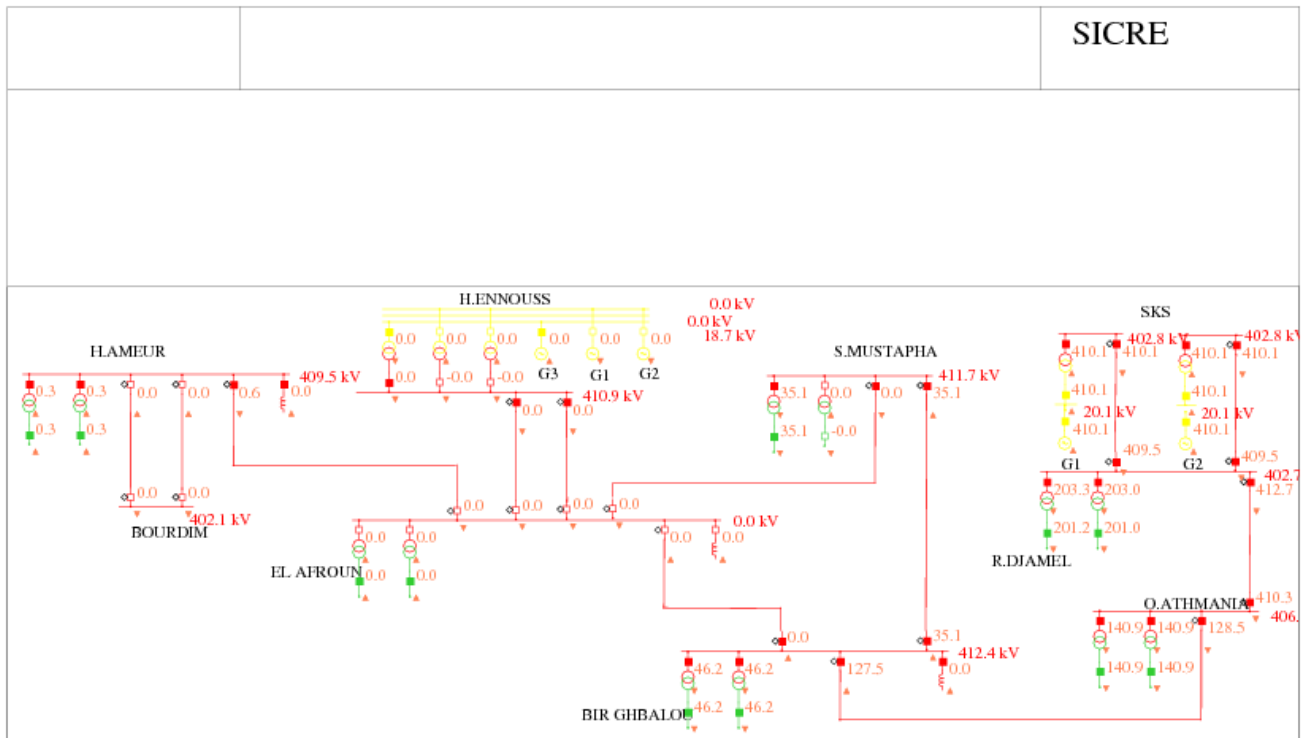 SICRE
H.ENNOUSS
0.0 kV
0.0 kV
18.7 kV
SKS
H.AMEUR
S.MUSTAPHA
0.0 0.0 0.0 0.0 0.0 0.0
G3 G1 G2
402.8 kV 402.8 kV
410.1 410.1 410.1 410.1
409.5 kV
0.3 0.3 0.0 0.0 0.6 0.0
0.0 -0.0 -0.0
410.9 kV
411.7 kV
35.1 0.0 0.0 35.1
410.1 410.1
20.1 kV 20.1 kV
0.0 0.0
0.3 0.3
35.1 -0.0
410.1 410.1
G1 409.5 G2 409.5
402.7
203.3 203.0 412.7
0.0 0.0
402.1 kV
BOURDIM
0.0 0.0 0.0 0.0
0.0 kV
0.0 0.0 0.0 0.0
201.2 201.0
R.DJAMEL
EL AFROUN
0.0 0.0
410.3
O.ATHMANIA
406.
140.9 140.9 128.5
0.0 35.1
412.4 kV
46.2 46.2 127.5 0.0
140.9 140.9
BIR GHBALOU
46.2 46.2